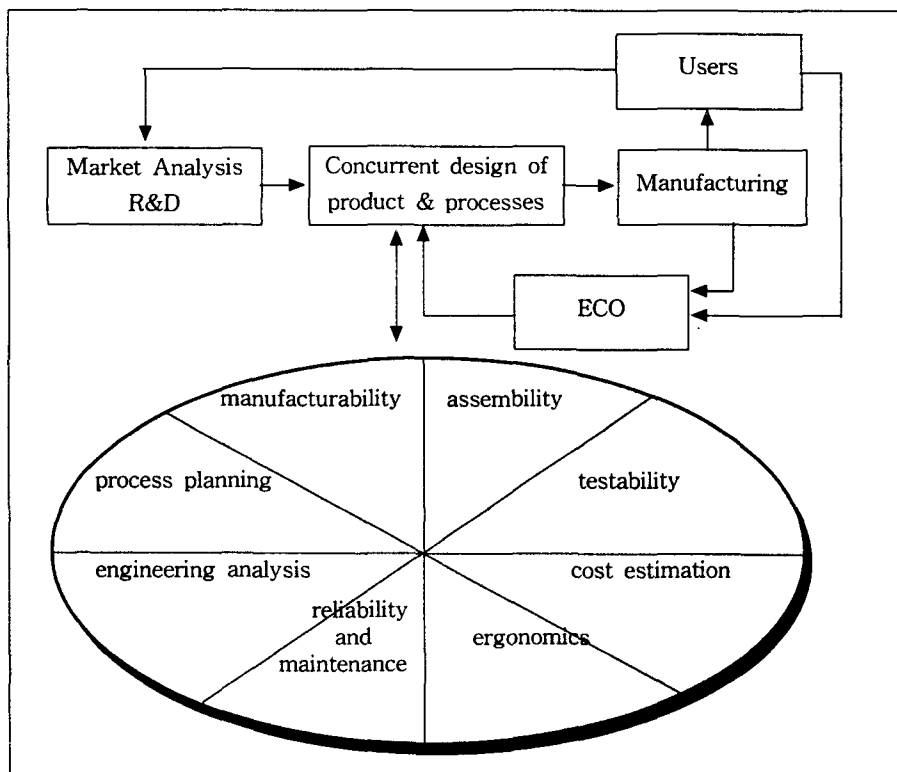 Users
Market Analysis
R&D
Concurrent design of
product & processes
Manufacturing
ECO
manufacturability
assembility
process planning
testability
engineering analysis
cost estimation
reliability
and
maintenance
ergonomics